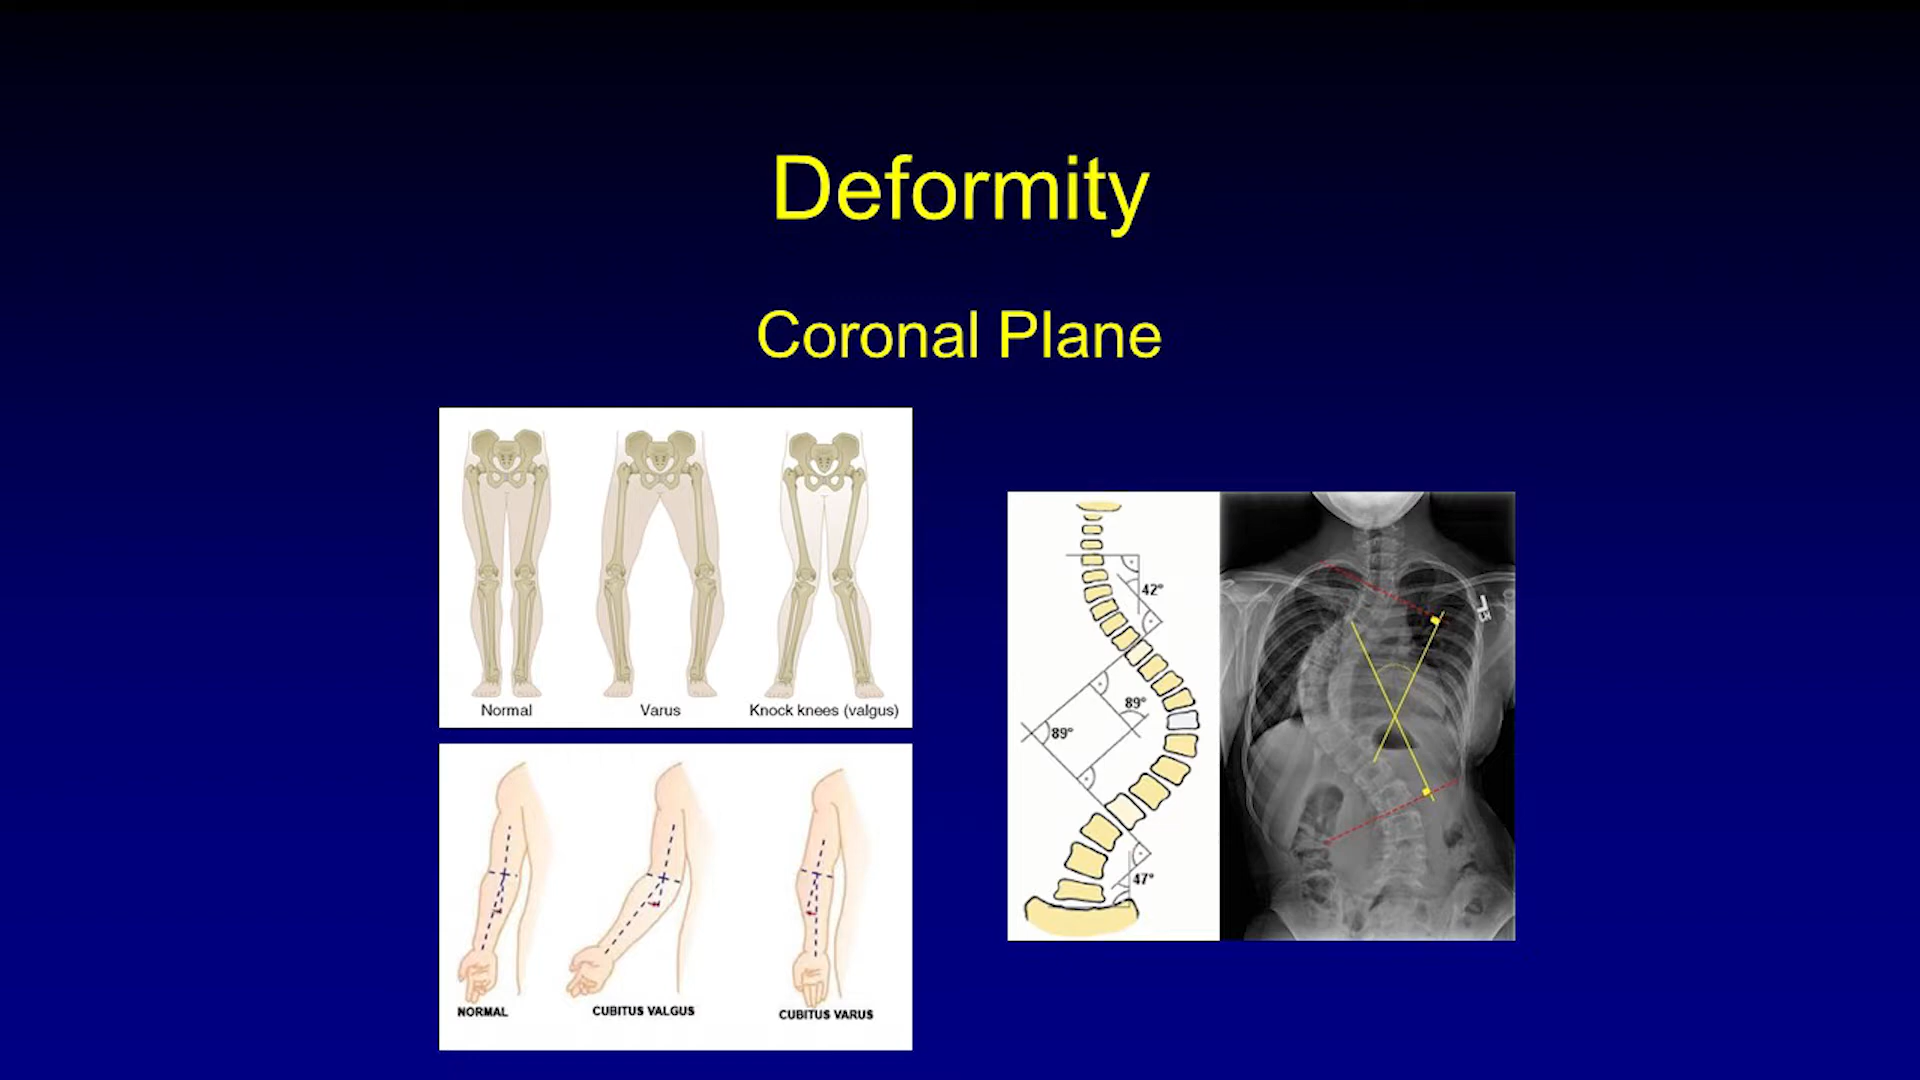 Deformity
Coronal Plane
Normal
Varus
Knock knees (valgus)
NORMAL
CUBITUS VALGUS
CUBITUS VARUS
42°
89°
89°
47°